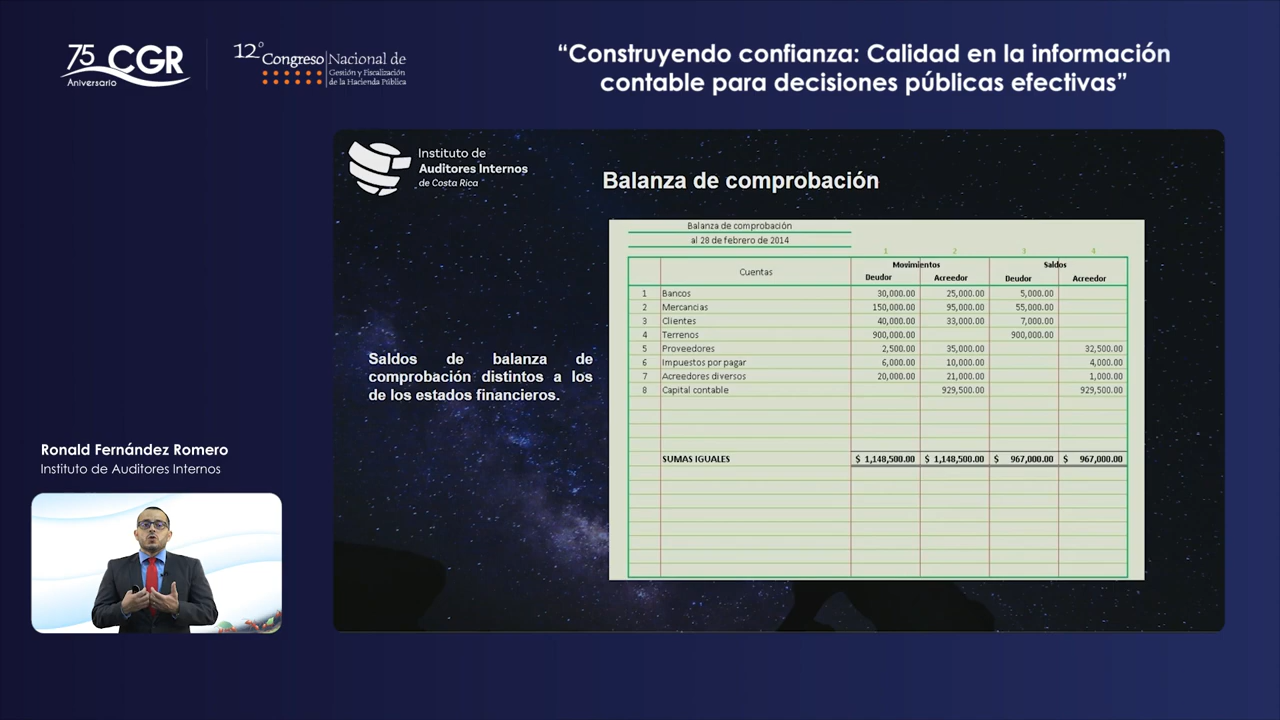 75 CGR
Aniversario
12° Congreso Nacional de
Gestión y Fiscalización
de la Hacienda Pública
“Construyendo confianza: Calidad en la información
contable para decisiones públicas efectivas”
Instituto de
Auditores Internos
de Costa Rica
Balanza de comprobación
Saldos de balanza de
comprobación distintos a los
de los estados financieros.
Balanza de comprobación
al 28 de febrero de 2014
1 2 3 4
Cuentas Movimientos Saldos
Deudor Acreedor Deudor Acreedor
1 Bancos 30,000.00 25,000.00 5,000.00
2 Mercancias 150,000.00 95,000.00 55,000.00
3 Clientes 40,000.00 33,000.00 7,000.00
4 Terrenos 900,000.00 900,000.00
5 Proveedores 2,500.00 35,000.00 32,500.00
6 Impuestos por pagar 6,000.00 10,000.00 4,000.00
7 Acreedores diversos 20,000.00 21,000.00 1,000.00
8 Capital contable 929,500.00 929,500.00
SUMAS IGUALES $ 1,148,500.00 $ 1,148,500.00 $ 967,000.00 $ 967,000.00
Ronald Fernández Romero
Instituto de Auditores Internos